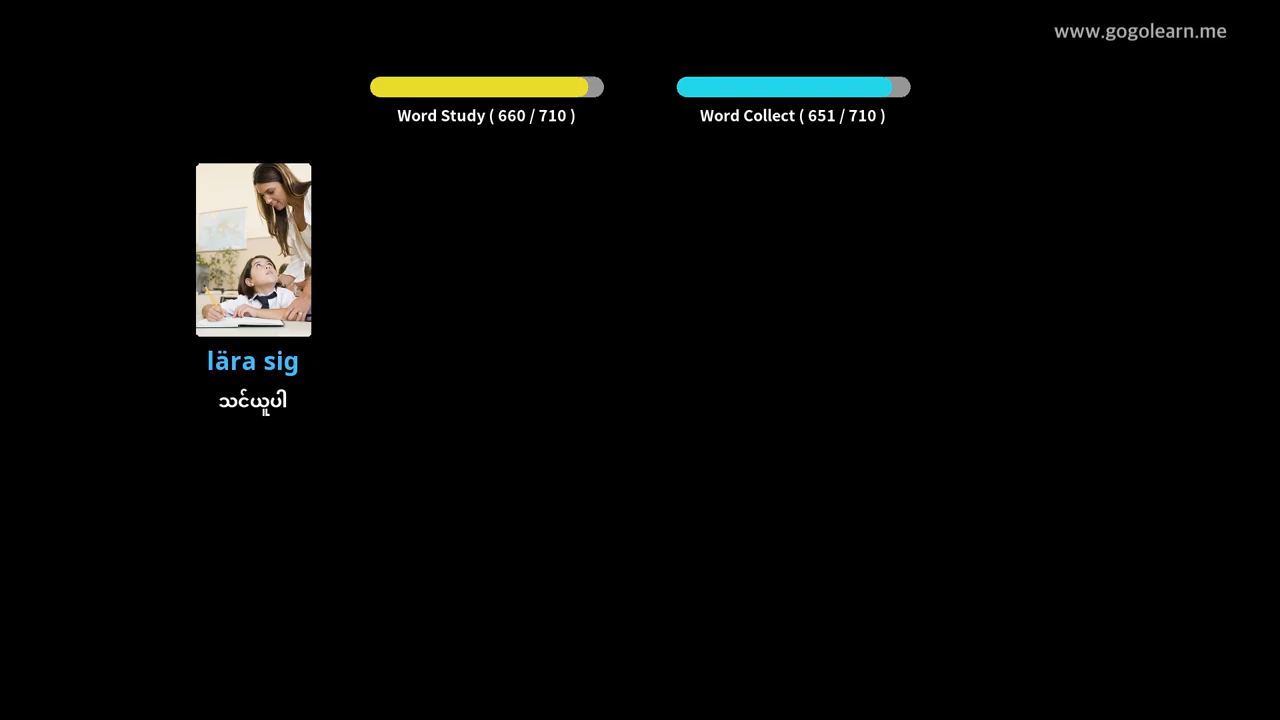 www.gogolearn.me
Word Study ( 660 / 710 )
Word Collect ( 651 / 710 )
lära sig
သင်ယူပါ